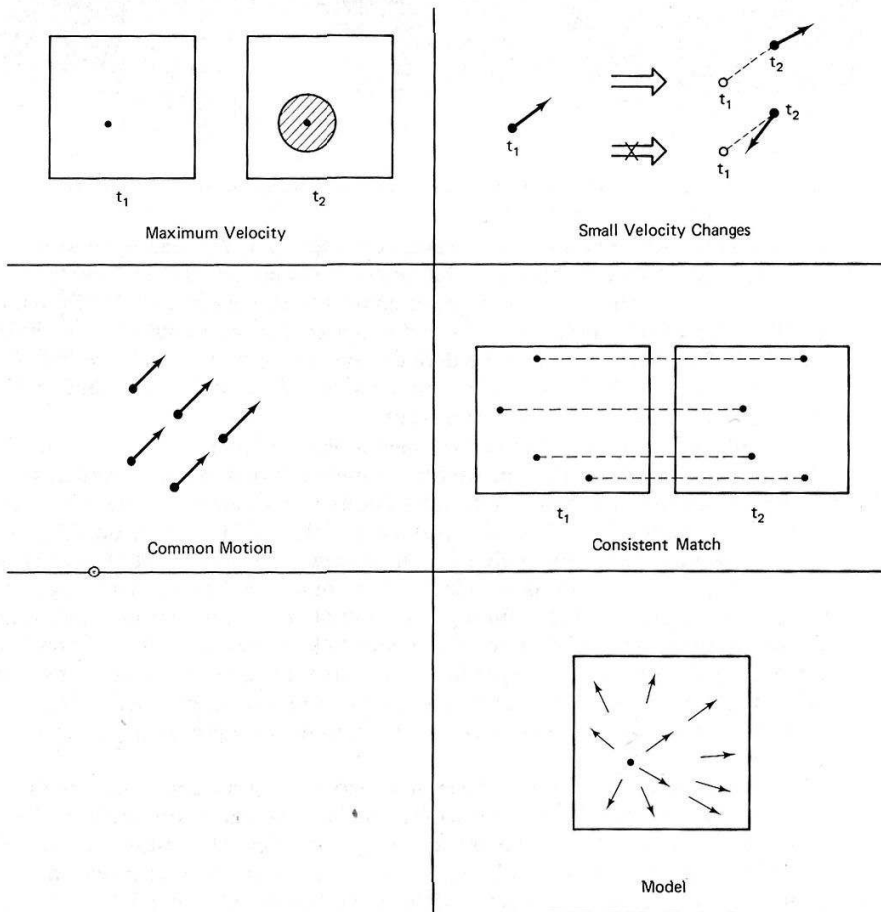 t1
t2
Maximum Velocity
t1
t1
t2
t1
t2
Small Velocity Changes
Common Motion
t1
t2
Consistent Match
Model